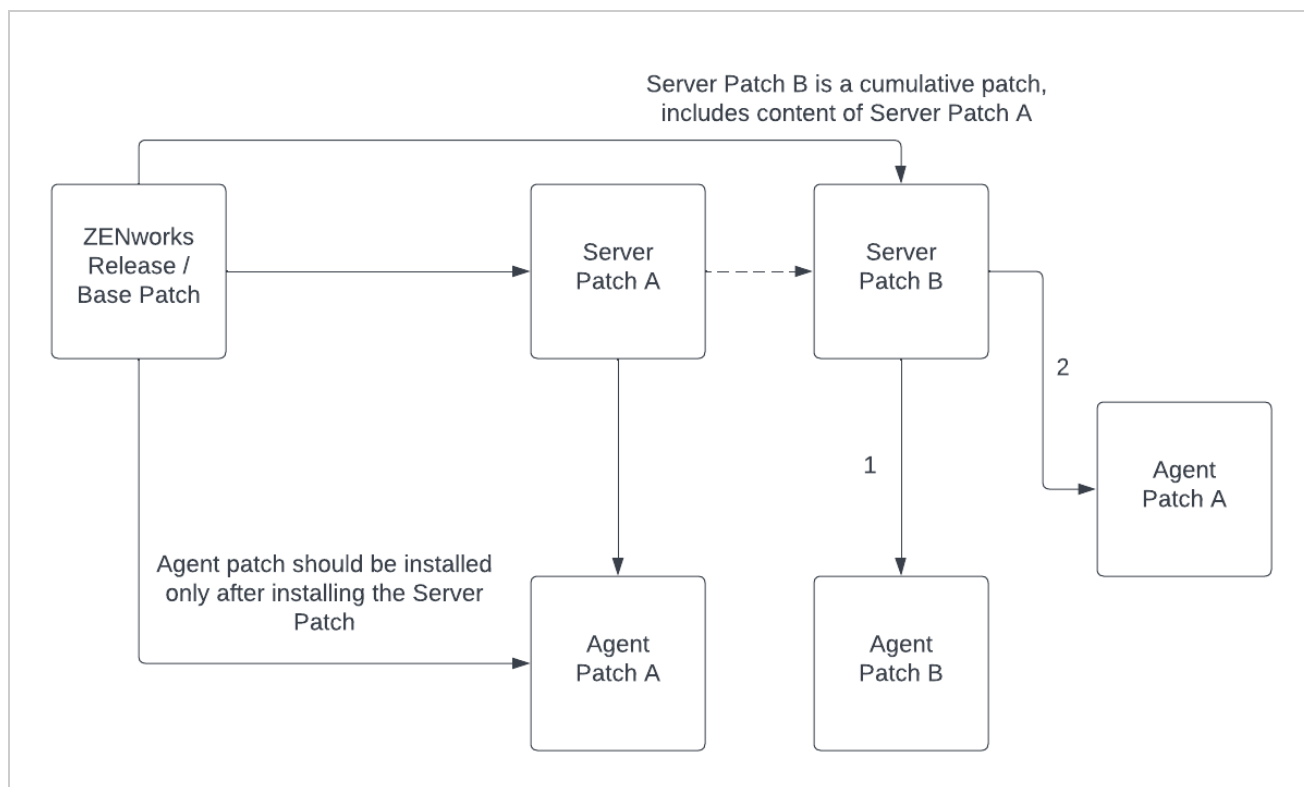 Server Patch B is a cumulative patch,
includes content of Server Patch A
ZENworks
Release /
Base Patch
Server
Patch A
Server
Patch B
2
Agent
Patch A
1
Agent patch should be installed
only after installing the Server
Patch
Agent
Patch A
Agent
Patch B